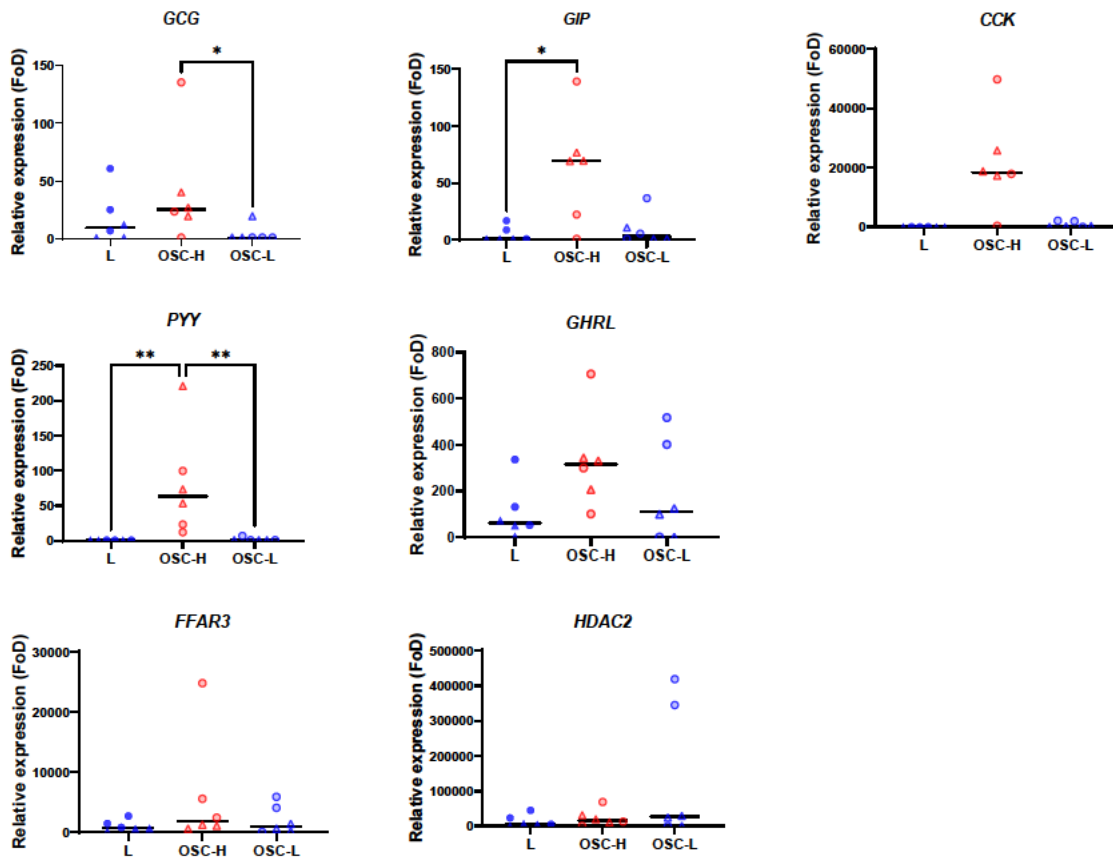 GCG
Relative expression (FoD)
150
100
50
0
*
L OSC-H OSC-L
GIP
Relative expression (FoD)
150
100
50
0
*
L OSC-H OSC-L
CCK
Relative expression (FoD)
60000
40000
20000
0
L OSC-H OSC-L
PYY
Relative expression (FoD)
250
200
150
100
50
0
** **
L OSC-H OSC-L
GHRL
Relative expression (FoD)
800
600
400
200
0
L OSC-H OSC-L
FFAR3
Relative expression (FoD)
30000
20000
10000
0
L OSC-H OSC-L
HDAC2
Relative expression (FoD)
500000
400000
300000
200000
100000
0
L OSC-H OSC-L